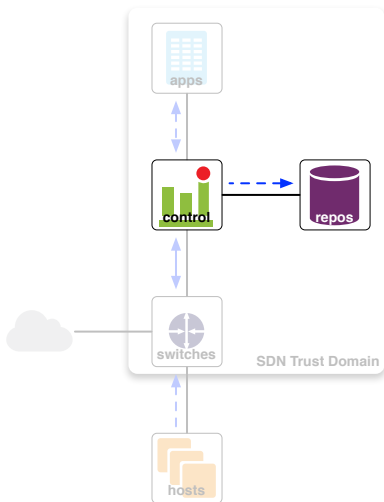 apps
control
repos
switches
SDN Trust Domain
hosts